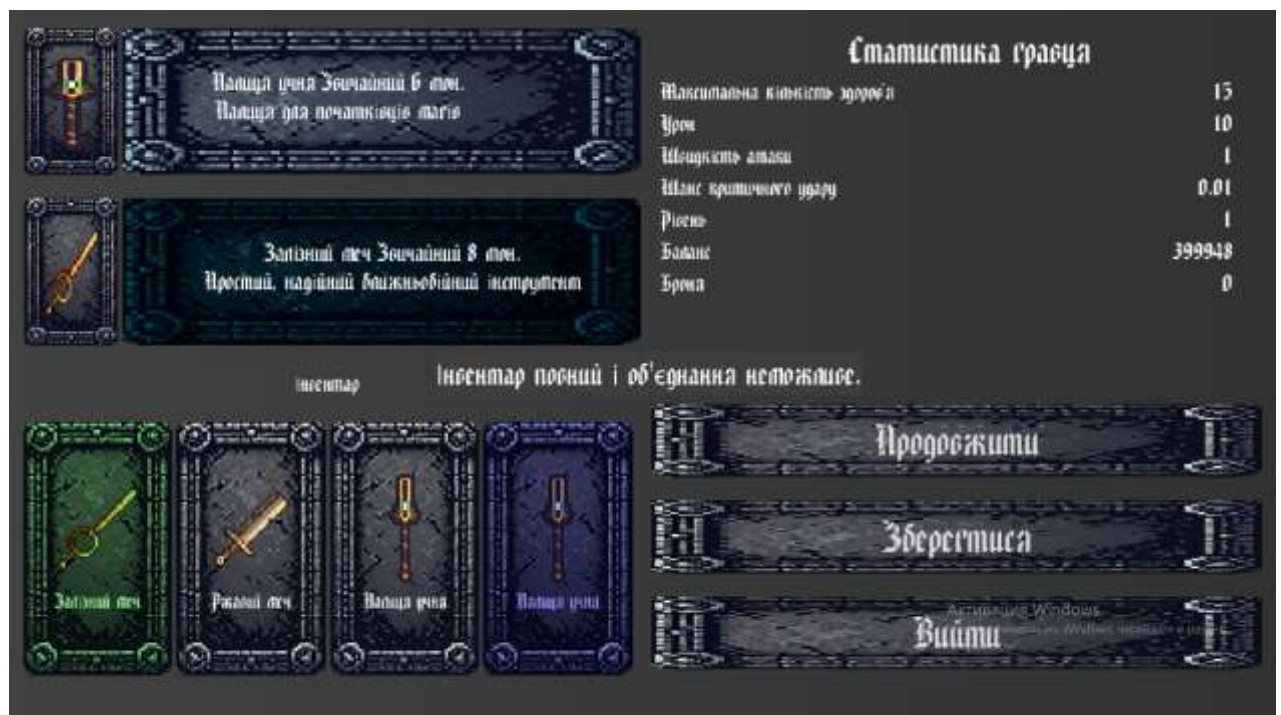 Палиця учня Звичайний 6 мон.
Палиця для початківців магів
Залізний меч Звичайний 8 мон.
Простий, надійний ближньобійний інструмент
Статистика гравця
Максимальна кількість здоров'я 15
Урон 10
Швидкість атаки 1
Шанс критичного удару 0.01
Рівень 1
Баланс 399948
Броня 0
Інвентар
Інвентар повний і об'єднання неможливе.
Залізний меч
Ржавий меч
Палиця учня
Палиця учня
Продовжити
Зберегтися
Вийти
Активация Windows